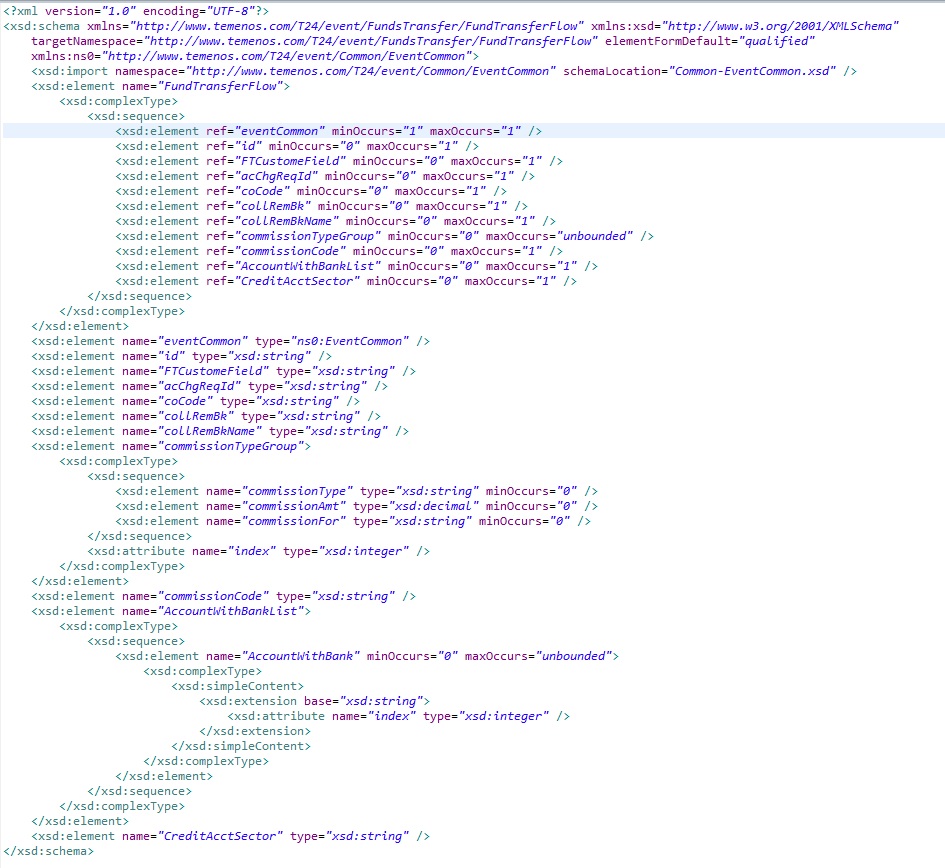 <?xml version="1.0" encoding="UTF-8"?>
<xsd:schema xmlns="http://www.temenos.com/T24/event/FundsTransfer/FundTransferFlow" xmlns:xsd="http://www.w3.org/2001/XMLSchema"
targetNamespace="http://www.temenos.com/T24/event/FundsTransfer/FundTransferFlow" elementFormDefault="qualified"
xmlns:ns0="http://www.temenos.com/T24/event/Common/EventCommon">
<xsd:import namespace="http://www.temenos.com/T24/event/Common/EventCommon" schemaLocation="Common-EventCommon.xsd" />
<xsd:element name="FundTransferFlow">
<xsd:complexType>
<xsd:sequence>
<xsd:element ref="eventCommon" minOccurs="1" maxOccurs="1" />
<xsd:element ref="id" minOccurs="0" maxOccurs="1" />
<xsd:element ref="FTCustomeField" minOccurs="0" maxOccurs="1" />
<xsd:element ref="acChgReqId" minOccurs="0" maxOccurs="1" />
<xsd:element ref="coCode" minOccurs="0" maxOccurs="1" />
<xsd:element ref="collRemBk" minOccurs="0" maxOccurs="1" />
<xsd:element ref="collRemBkName" minOccurs="0" maxOccurs="1" />
<xsd:element ref="commissionTypeGroup" minOccurs="0" maxOccurs="unbounded" />
<xsd:element ref="commissionCode" minOccurs="0" maxOccurs="1" />
<xsd:element ref="AccountWithBankList" minOccurs="0" maxOccurs="1" />
<xsd:element ref="CreditAcctSector" minOccurs="0" maxOccurs="1" />
</xsd:sequence>
</xsd:complexType>
</xsd:element>
<xsd:element name="eventCommon" type="ns0:EventCommon" />
<xsd:element name="id" type="xsd:string" />
<xsd:element name="FTCustomeField" type="xsd:string" />
<xsd:element name="acChgReqId" type="xsd:string" />
<xsd:element name="coCode" type="xsd:string" />
<xsd:element name="collRemBk" type="xsd:string" />
<xsd:element name="collRemBkName" type="xsd:string" />
<xsd:element name="commissionTypeGroup">
<xsd:complexType>
<xsd:sequence>
<xsd:element name="commissionType" type="xsd:string" minOccurs="0" />
<xsd:element name="commissionAmt" type="xsd:decimal" minOccurs="0" />
<xsd:element name="commissionFor" type="xsd:string" minOccurs="0" />
</xsd:sequence>
<xsd:attribute name="index" type="xsd:integer" />
</xsd:complexType>
</xsd:element>
<xsd:element name="commissionCode" type="xsd:string" />
<xsd:element name="AccountWithBankList">
<xsd:complexType>
<xsd:sequence>
<xsd:element name="AccountWithBank" minOccurs="0" maxOccurs="unbounded">
<xsd:complexType>
<xsd:simpleContent>
<xsd:extension base="xsd:string">
<xsd:attribute name="index" type="xsd:integer" />
</xsd:extension>
</xsd:simpleContent>
</xsd:complexType>
</xsd:element>
</xsd:sequence>
</xsd:complexType>
</xsd:element>
<xsd:element name="CreditAcctSector" type="xsd:string" />
</xsd:schema>